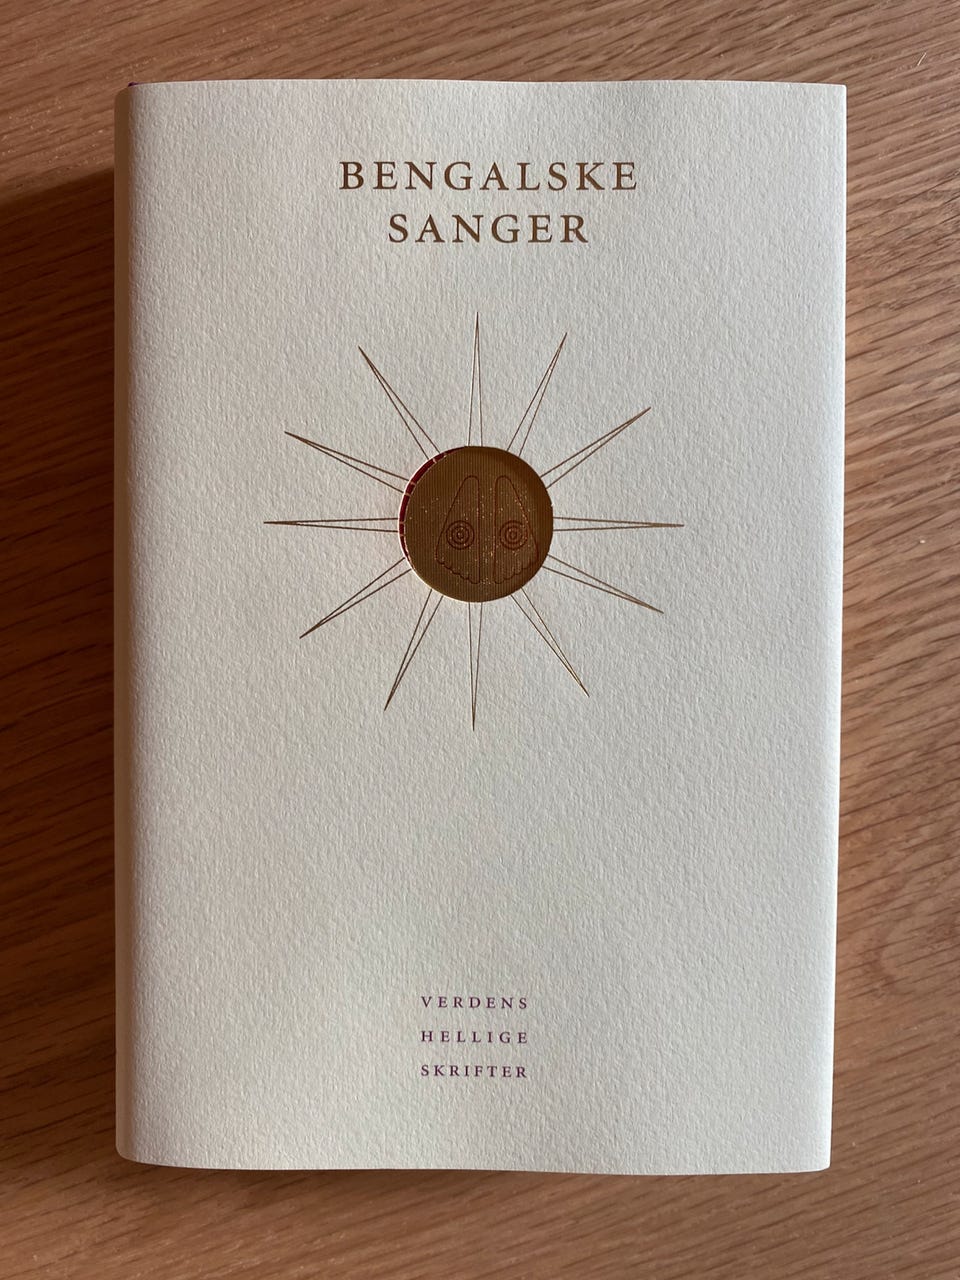 BENGALSKE
SANGER
VERDENS
HELLIGE
SKRIFTER